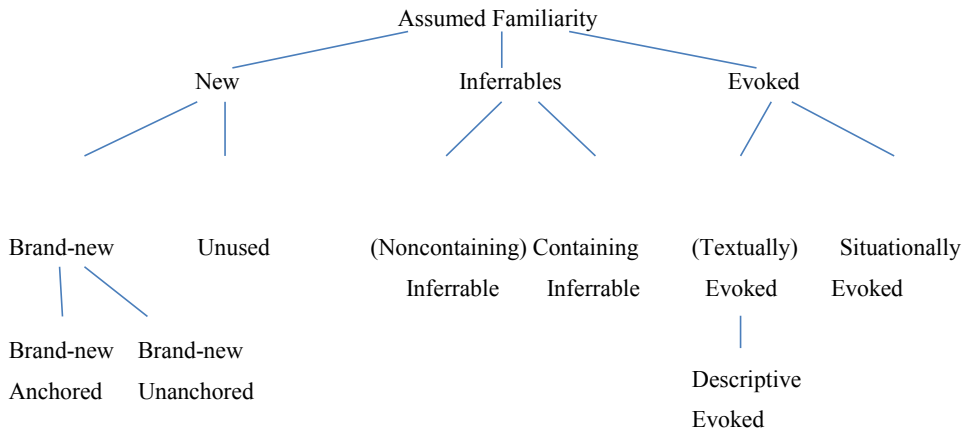 Assumed Familiarity
New Inferrables Evoked
Brand-new Unused (Noncontaining) Containing (Textually) Situationally
Inferrable Inferrable Evoked Evoked
Brand-new Brand-new
Anchored Unanchored
Descriptive
Evoked